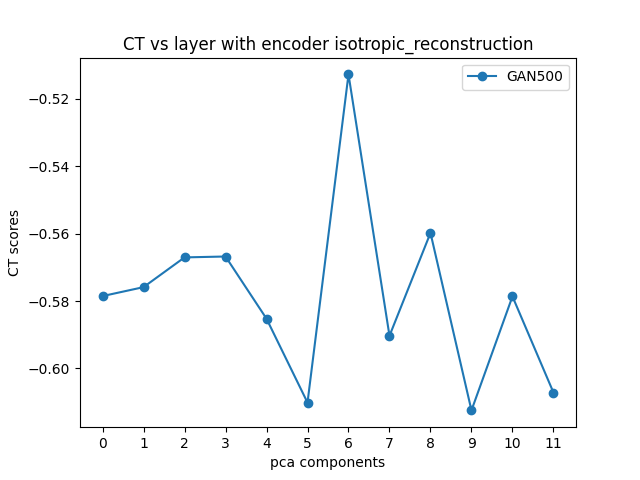 CT vs layer with encoder isotropic_reconstruction
GAN500
−0.52
−0.54
−0.56
−0.58
−0.60
CT scores
0 1 2 3 4 5 6 7 8 9 10 11
pca components